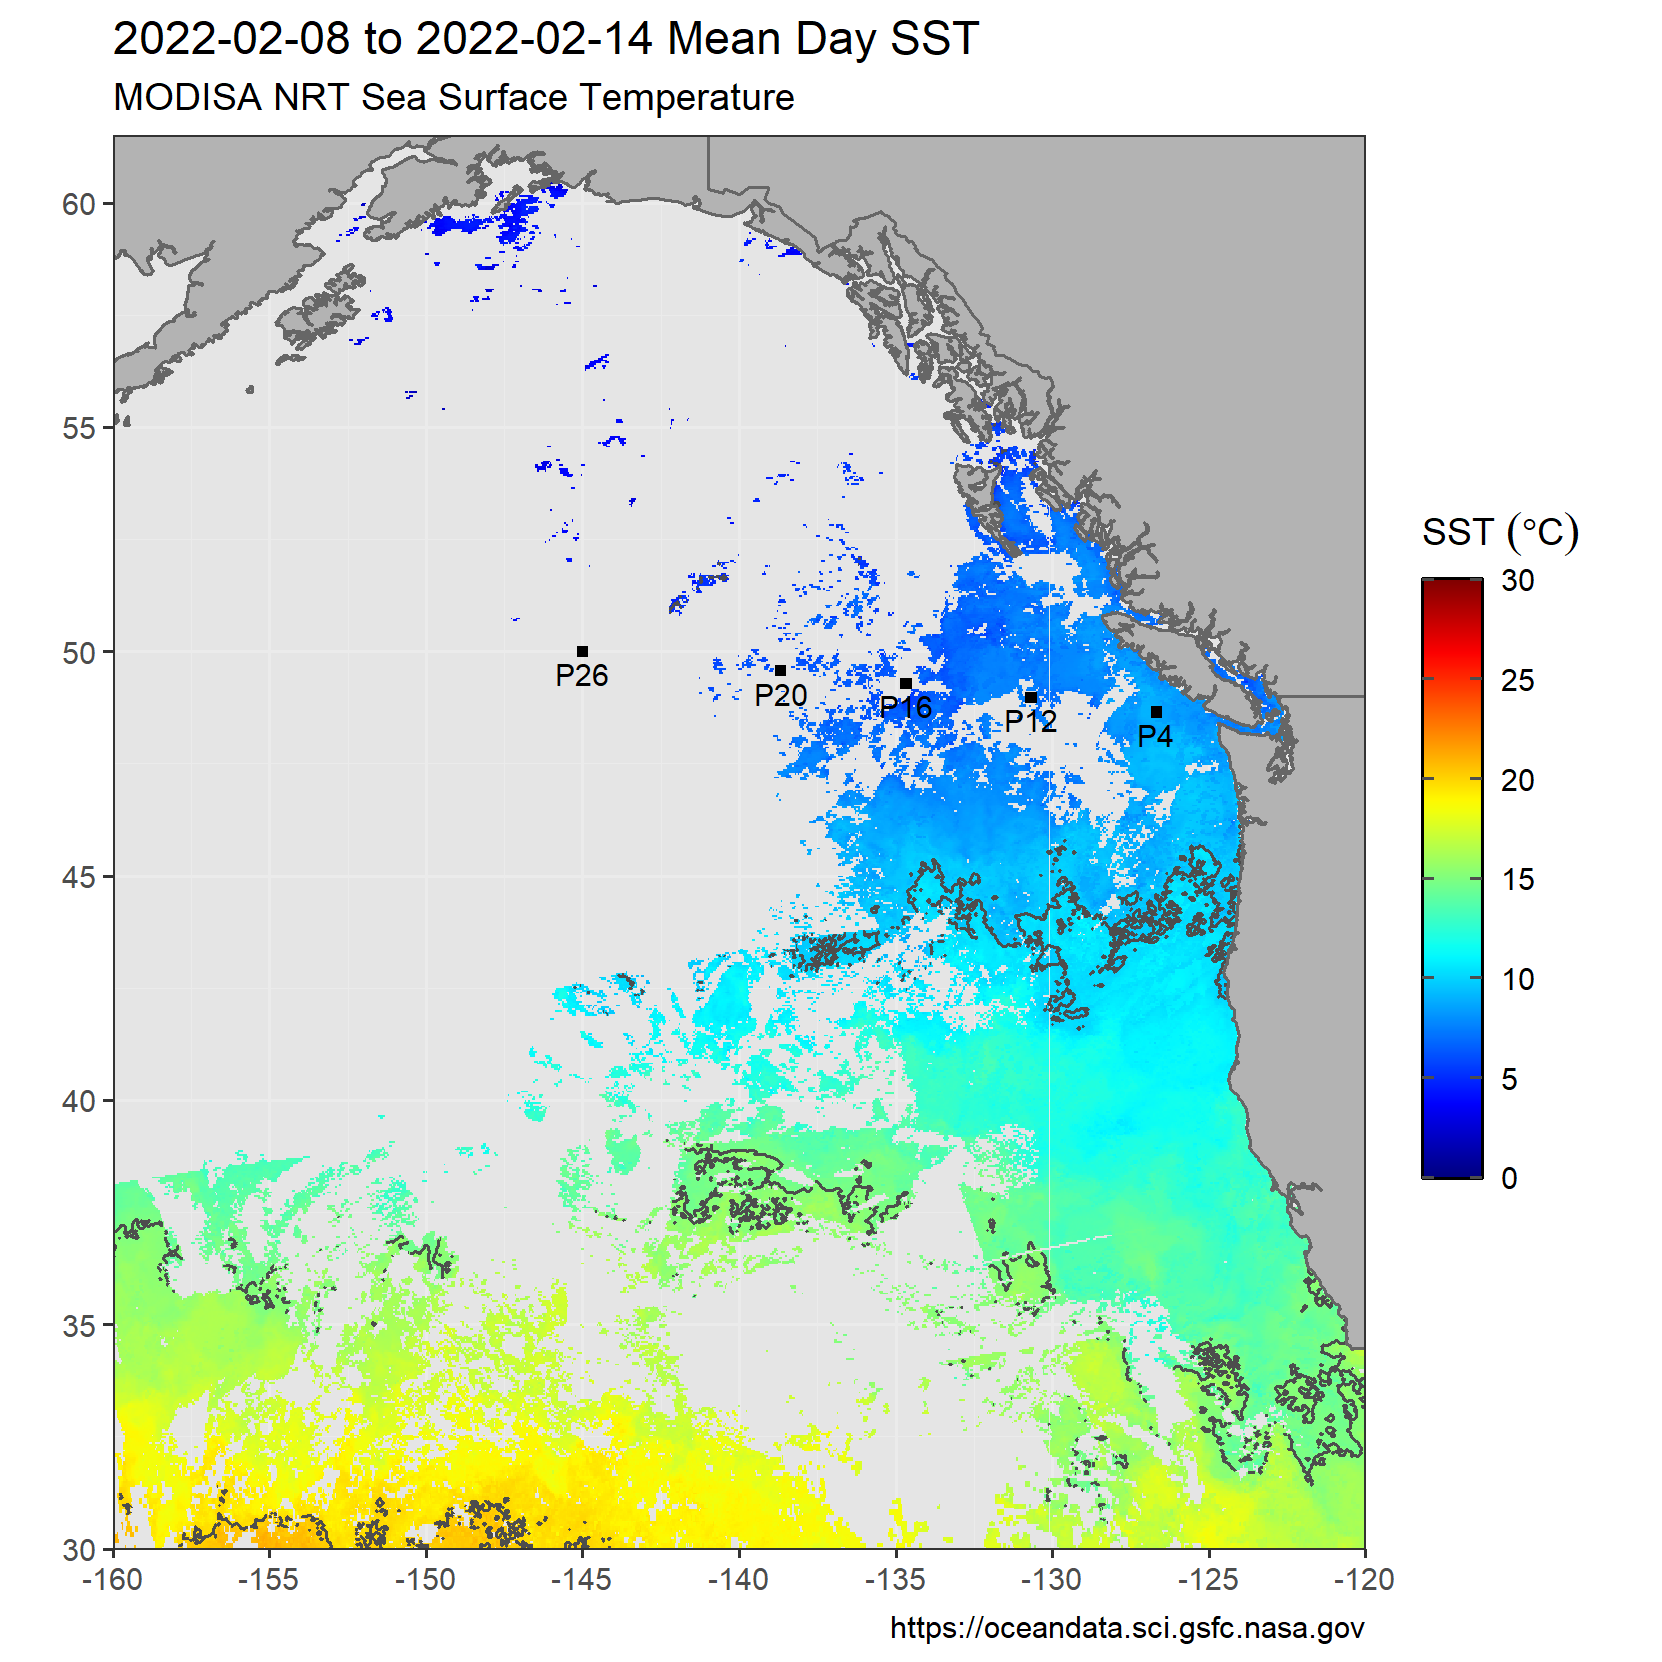 2022-02-08 to 2022-02-14 Mean Day SST
MODISA NRT Sea Surface Temperature
60
55
50
45
40
35
30
P26
P20
P16
P12
P4
-160
-155
-150
-145
-140
-135
-130
-125
-120
SST (°C)
30
25
20
15
10
5
0
https://oceandata.sci.gsfc.nasa.gov